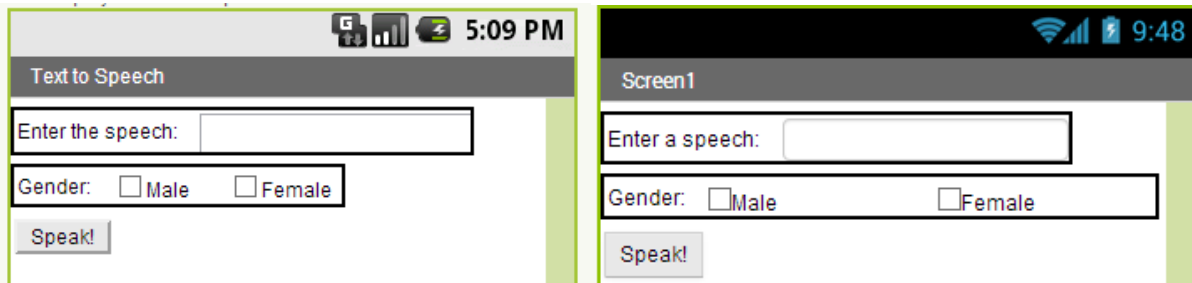 5:09 PM
Text to Speech
Enter the speech:
Gender: Male Female
Speak!
9:48
Screen1
Enter a speech:
Gender: Male Female
Speak!